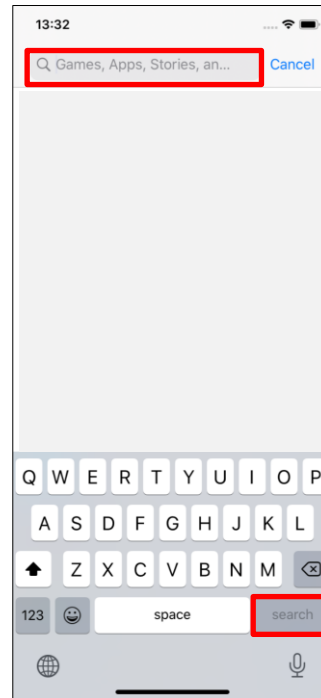 13:32
Games, Apps, Stories, an... Cancel
Q W E R T Y U I O P
A S D F G H J K L
Z X C V B N M
123 space search